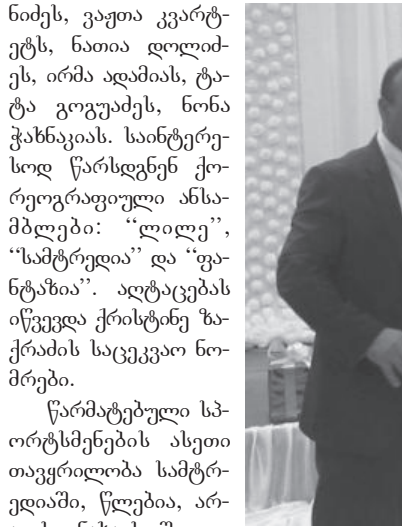 ნიძეს, ვაჟთა კვარტ-
ეტს, ნათია დოლიძ-
ეს, ირმა ადამიას, ტა-
ტა გოგუაძეს, ნონა
ჭახნაკიას. საინტერე-
სოდ წარსდგნენ ქო-
რეოგრაფიული ანსა-
მბლები: ‘‘ლილე’’,
‘‘სამტრედია’’ და ‘‘ფა-
ნტაზია’’. აღტაცებას
იწვევდა ქრისტინე ზა-
ქრაძის საცეკვაო ნო-
მრები.
წარმატებული სპ-
ორტსმენების ასეთი
თავყრილობა სამტრ-
ედიაში, წლებია, არ-